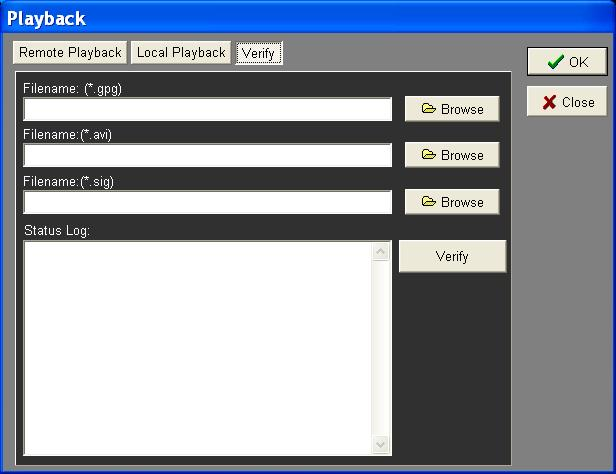 Playback
Remote Playback Local Playback Verify
OK
Close
Filename: (*.gpg)
Browse
Filename:(*.avi)
Browse
Filename:(*.sig)
Browse
Status Log:
Verify